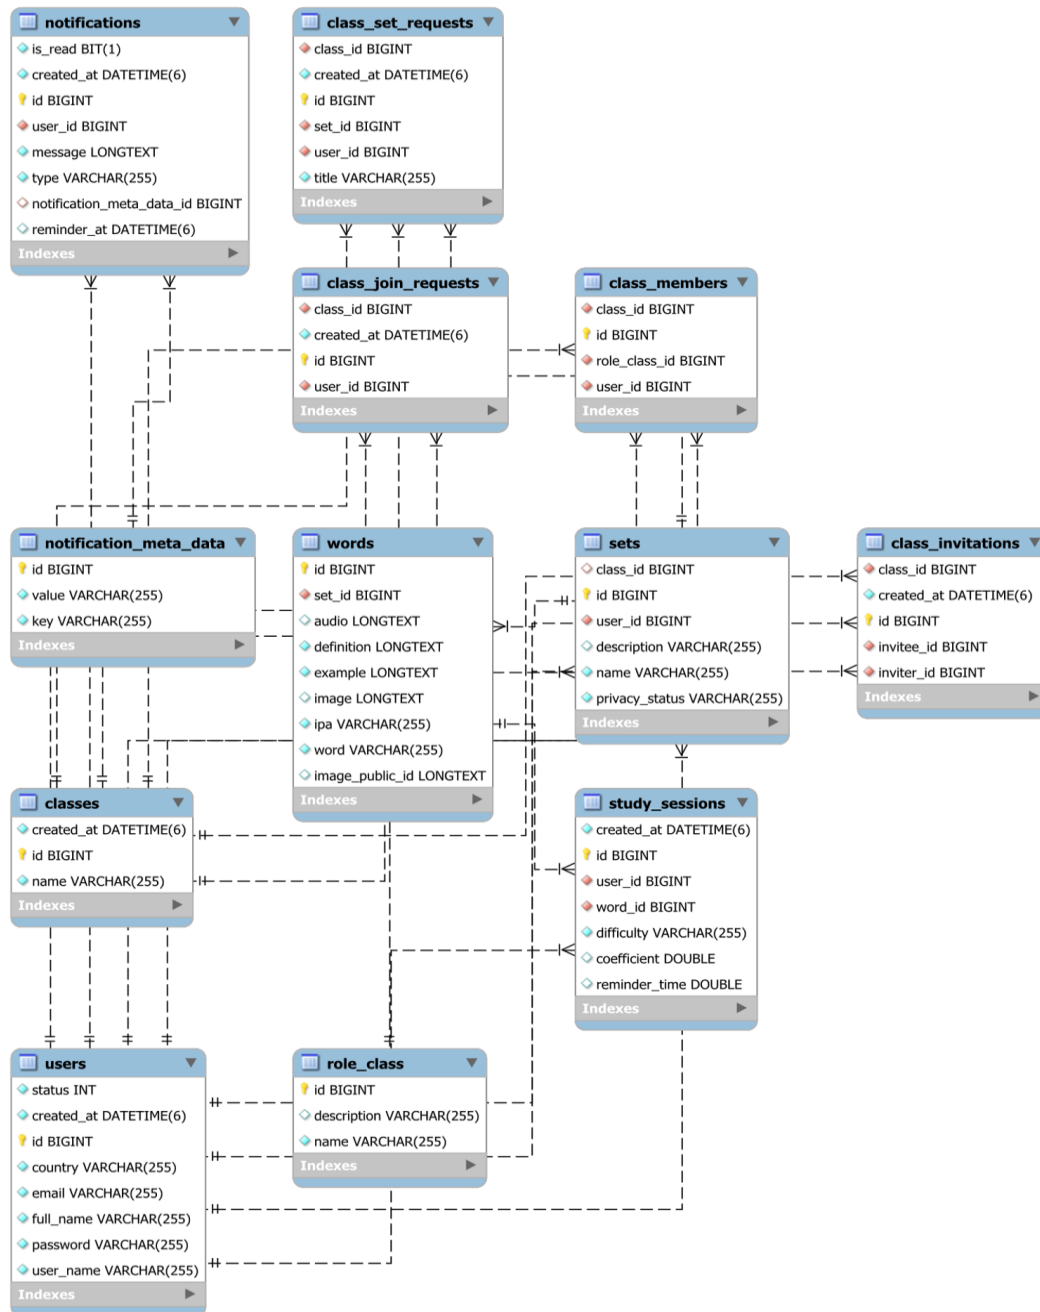 notifications
is_read BIT(1)
created_at DATETIME(6)
id BIGINT
user_id BIGINT
message LONGTEXT
type VARCHAR(255)
notification_meta_data_id BIGINT
reminder_at DATETIME(6)
Indexes
class_set_requests
class_id BIGINT
created_at DATETIME(6)
id BIGINT
set_id BIGINT
user_id BIGINT
title VARCHAR(255)
Indexes
class_join_requests
class_id BIGINT
created_at DATETIME(6)
id BIGINT
user_id BIGINT
Indexes
class_members
class_id BIGINT
id BIGINT
role_class_id BIGINT
user_id BIGINT
Indexes
notification_meta_data
id BIGINT
value VARCHAR(255)
key VARCHAR(255)
Indexes
words
id BIGINT
set_id BIGINT
audio LONGTEXT
definition LONGTEXT
example LONGTEXT
image LONGTEXT
ipa VARCHAR(255)
word VARCHAR(255)
image_public_id LONGTEXT
Indexes
sets
class_id BIGINT
id BIGINT
user_id BIGINT
description VARCHAR(255)
name VARCHAR(255)
privacy_status VARCHAR(255)
Indexes
class_invitations
class_id BIGINT
created_at DATETIME(6)
id BIGINT
invitee_id BIGINT
inviter_id BIGINT
Indexes
classes
created_at DATETIME(6)
id BIGINT
name VARCHAR(255)
Indexes
study_sessions
created_at DATETIME(6)
id BIGINT
user_id BIGINT
word_id BIGINT
difficulty VARCHAR(255)
coefficient DOUBLE
reminder_time DOUBLE
Indexes
users
status INT
created_at DATETIME(6)
id BIGINT
country VARCHAR(255)
email VARCHAR(255)
full_name VARCHAR(255)
password VARCHAR(255)
user_name VARCHAR(255)
Indexes
role_class
id BIGINT
description VARCHAR(255)
name VARCHAR(255)
Indexes